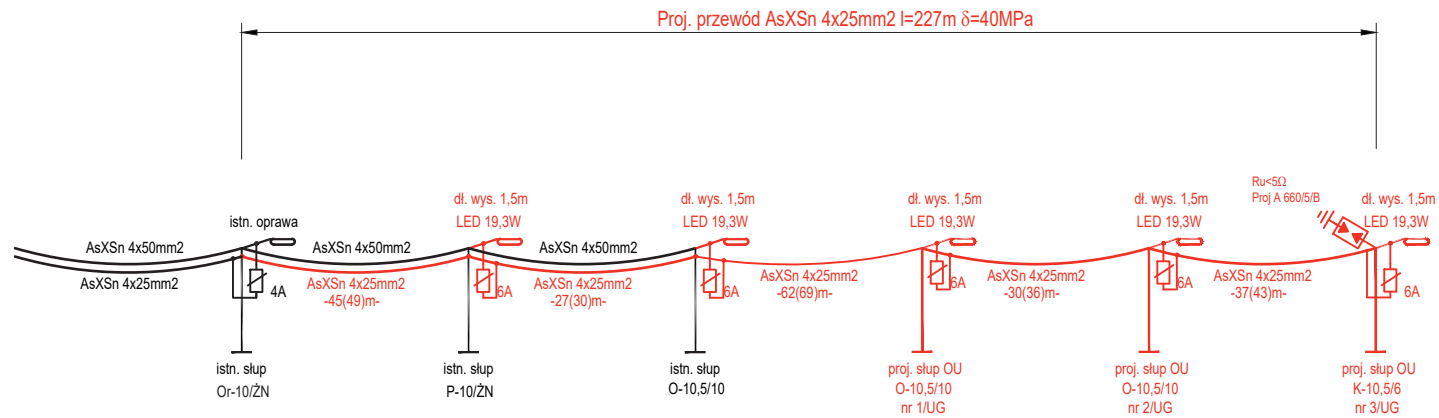 Proj. przewód AsXSn 4x25mm2 l=227m δ=40MPa
Ru<5Ω
Proj A 660/5/B
dł. wys. 1,5m
LED 19,3W
dł. wys. 1,5m
LED 19,3W
dł. wys. 1,5m
LED 19,3W
dł. wys. 1,5m
LED 19,3W
dł. wys. 1,5m
LED 19,3W
istn. oprawa
AsXSn 4x50mm2
AsXSn 4x50mm2
AsXSn 4x50mm2
AsXSn 4x25mm2
4A
AsXSn 4x25mm2
-45(49)m-
6A
AsXSn 4x25mm2
-27(30)m-
6A
AsXSn 4x25mm2
-62(69)m-
6A
AsXSn 4x25mm2
-30(36)m-
6A
AsXSn 4x25mm2
-37(43)m-
6A
istn. słup
Or-10/ŻN
istn. słup
P-10/ŻN
istn. słup
O-10,5/10
proj. słup OU
O-10,5/10
nr 1/UG
proj. słup OU
O-10,5/10
nr 2/UG
proj. słup OU
K-10,5/6
nr 3/UG